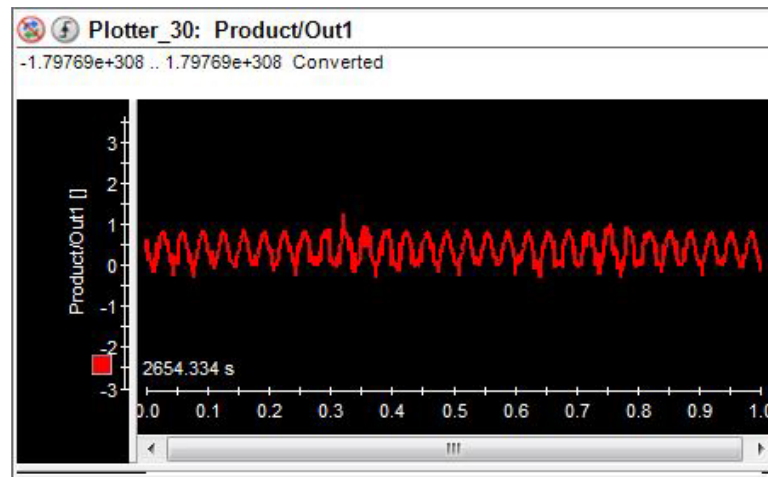 Plotter_30: Product/Out1
-1.79769e+308 .. 1.79769e+308 Converted
Product/Out1 []
3
2
1
0
-1
-2
-3
2654.334 s
0.0 0.1 0.2 0.3 0.4 0.5 0.6 0.7 0.8 0.9 1.0